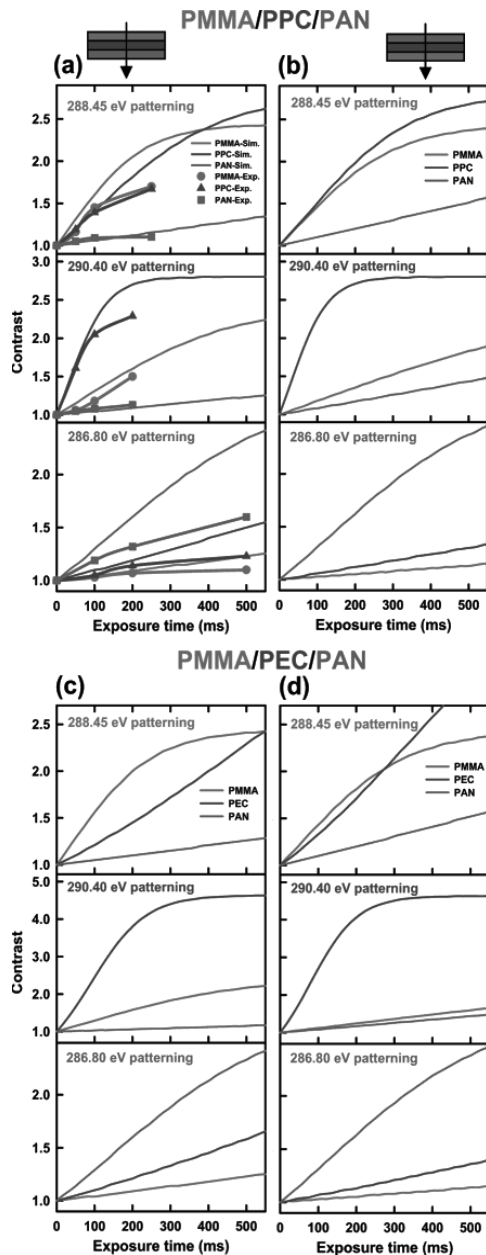 PMMA/PPC/PAN
(a) (b)
288.45 eV patterning
PMMA-Sim.
PPC-Sim.
PAN-Sim.
PMMA-Exp.
PPC-Exp.
PAN-Exp.
2.5
2.0
1.5
1.0
288.45 eV patterning
PMMA
PPC
PAN
290.40 eV patterning
3.0
2.5
2.0
1.5
1.0
Contrast
290.40 eV patterning
286.80 eV patterning
2.0
1.5
1.0
286.80 eV patterning
0 100 200 300 400 500
Exposure time (ms)
0 100 200 300 400 500
Exposure time (ms)
PMMA/PEC/PAN
(c) (d)
288.45 eV patterning
PMMA
PEC
PAN
2.5
2.0
1.5
1.0
288.45 eV patterning
PMMA
PEC
PAN
290.40 eV patterning
5.0
4.0
3.0
2.0
1.0
Contrast
290.40 eV patterning
286.80 eV patterning
2.0
1.5
1.0
286.80 eV patterning
0 100 200 300 400 500
Exposure time (ms)
0 100 200 300 400 500
Exposure time (ms)